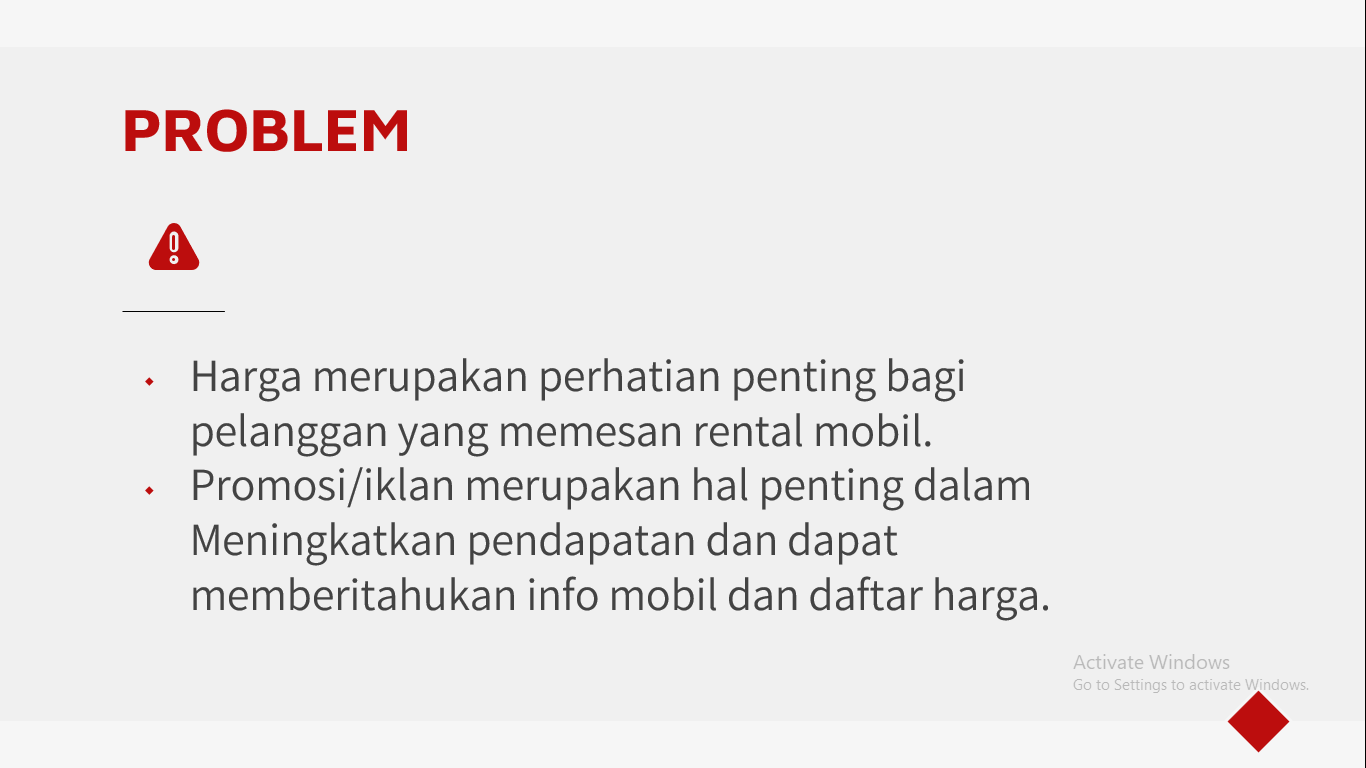 PROBLEM
Harga merupakan perhatian penting bagi
pelanggan yang memesan rental mobil.
Promosi/iklan merupakan hal penting dalam
Meningkatkan pendapatan dan dapat
memberitahukan info mobil dan daftar harga.
Activate Windows
Go to Settings to activate Windows.